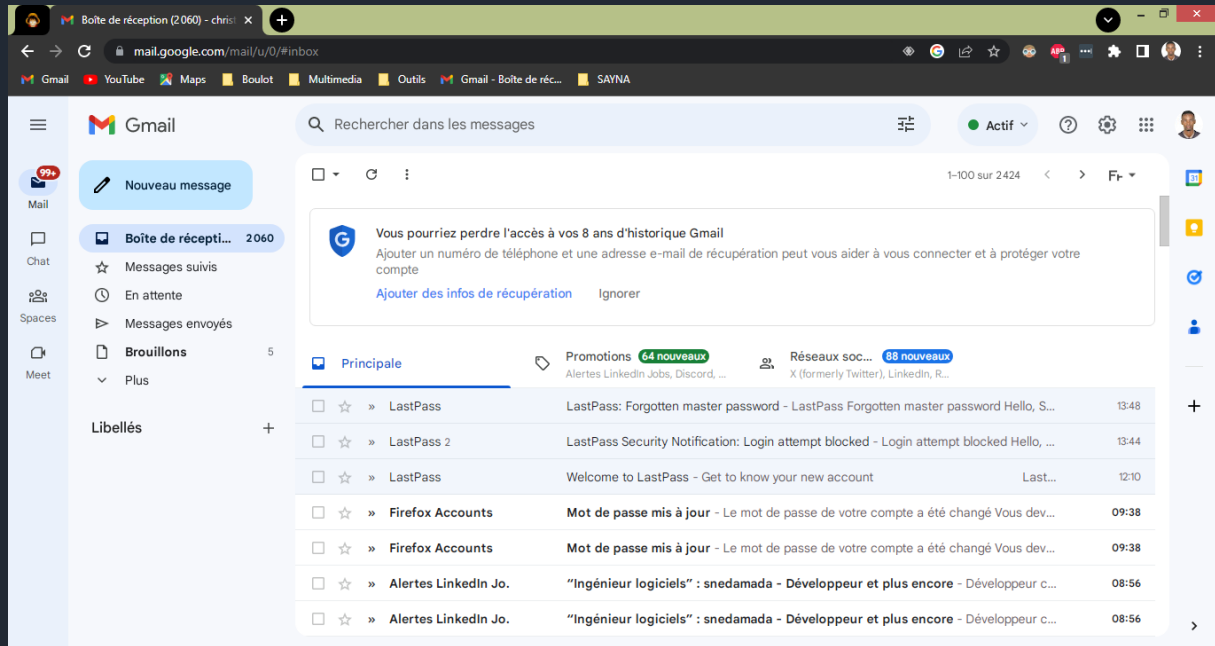 Boîte de réception (2 060) - christ
mail.google.com/mail/u/0/#inbox
ABP
1
Gmail
YouTube
Maps
Boulot
Multimedia
Outils
Gmail - Boîte de réc...
SAYNA
Gmail
Rechercher dans les messages
Actif
99+
Mail
Chat
Spaces
Meet
Nouveau message
Boîte de récepti... 2 060
Messages suivis
En attente
Messages envoyés
Brouillons 5
Plus
Libellés
1–100 sur 2 424
31
Vous pourriez perdre l'accès à vos 8 ans d'historique Gmail
Ajouter un numéro de téléphone et une adresse e-mail de récupération peut vous aider à vous connecter et à protéger votre
compte
Ajouter des infos de récupération Ignorer
Principale
Promotions 64 nouveaux
Alertes LinkedIn Jobs, Discord, ...
Réseaux soc... 88 nouveaux
X (formerly Twitter), LinkedIn, R...
LastPass LastPass: Forgotten master password - LastPass Forgotten master password Hello, S... 13:48
LastPass 2 LastPass Security Notification: Login attempt blocked - Login attempt blocked Hello, ... 13:44
LastPass Welcome to LastPass - Get to know your new account Last... 12:10
Firefox Accounts Mot de passe mis à jour - Le mot de passe de votre compte a été changé Vous dev... 09:38
Firefox Accounts Mot de passe mis à jour - Le mot de passe de votre compte a été changé Vous dev... 09:38
Alertes LinkedIn Jo. "Ingénieur logiciels" : snedamada - Développeur et plus encore - Développeur c... 08:56
Alertes LinkedIn Jo. "Ingénieur logiciels" : snedamada - Développeur et plus encore - Développeur c... 08:56